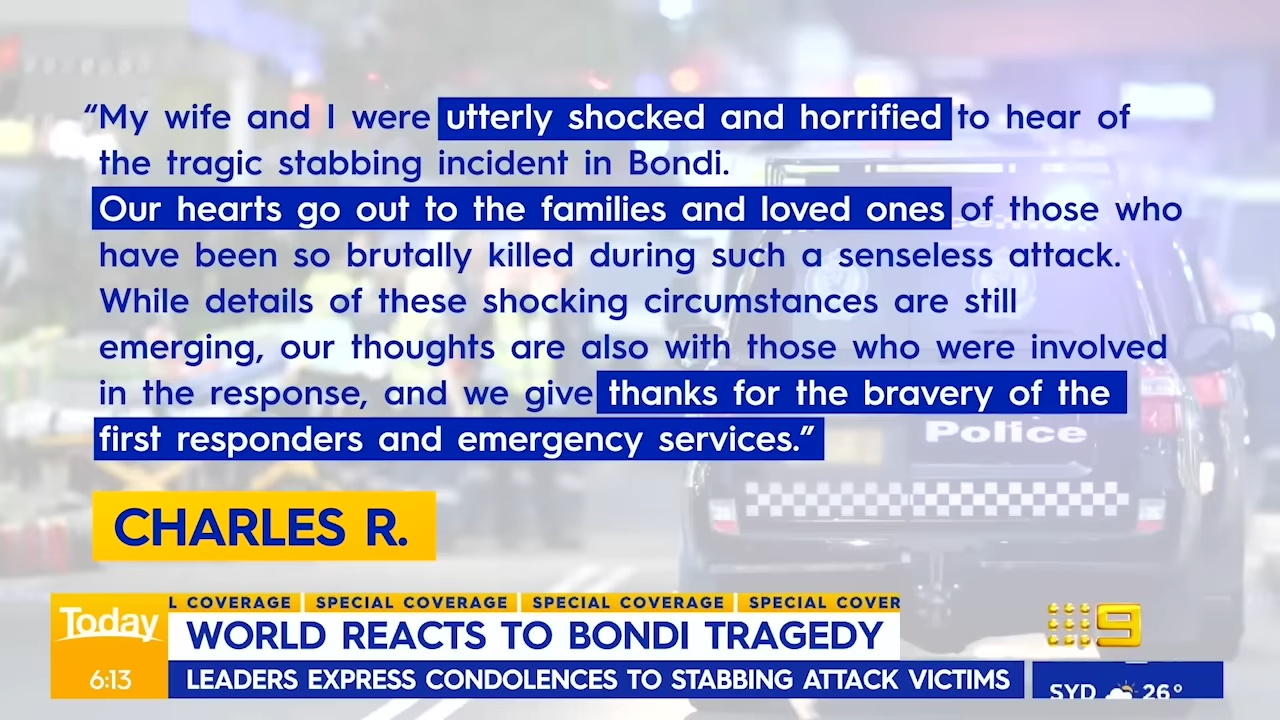 “My wife and I were utterly shocked and horrified to hear of
the tragic stabbing incident in Bondi.
Our hearts go out to the families and loved ones of those who
have been so brutally killed during such a senseless attack.
While details of these shocking circumstances are still
emerging, our thoughts are also with those who were involved
in the response, and we give thanks for the bravery of the
first responders and emergency services.”
Police
CHARLES R.
L COVERAGE SPECIAL COVERAGE SPECIAL COVERAGE SPECIAL COVER
Today
WORLD REACTS TO BONDI TRAGEDY
9
6:13
LEADERS EXPRESS CONDOLENCES TO STABBING ATTACK VICTIMS
SYD 26°